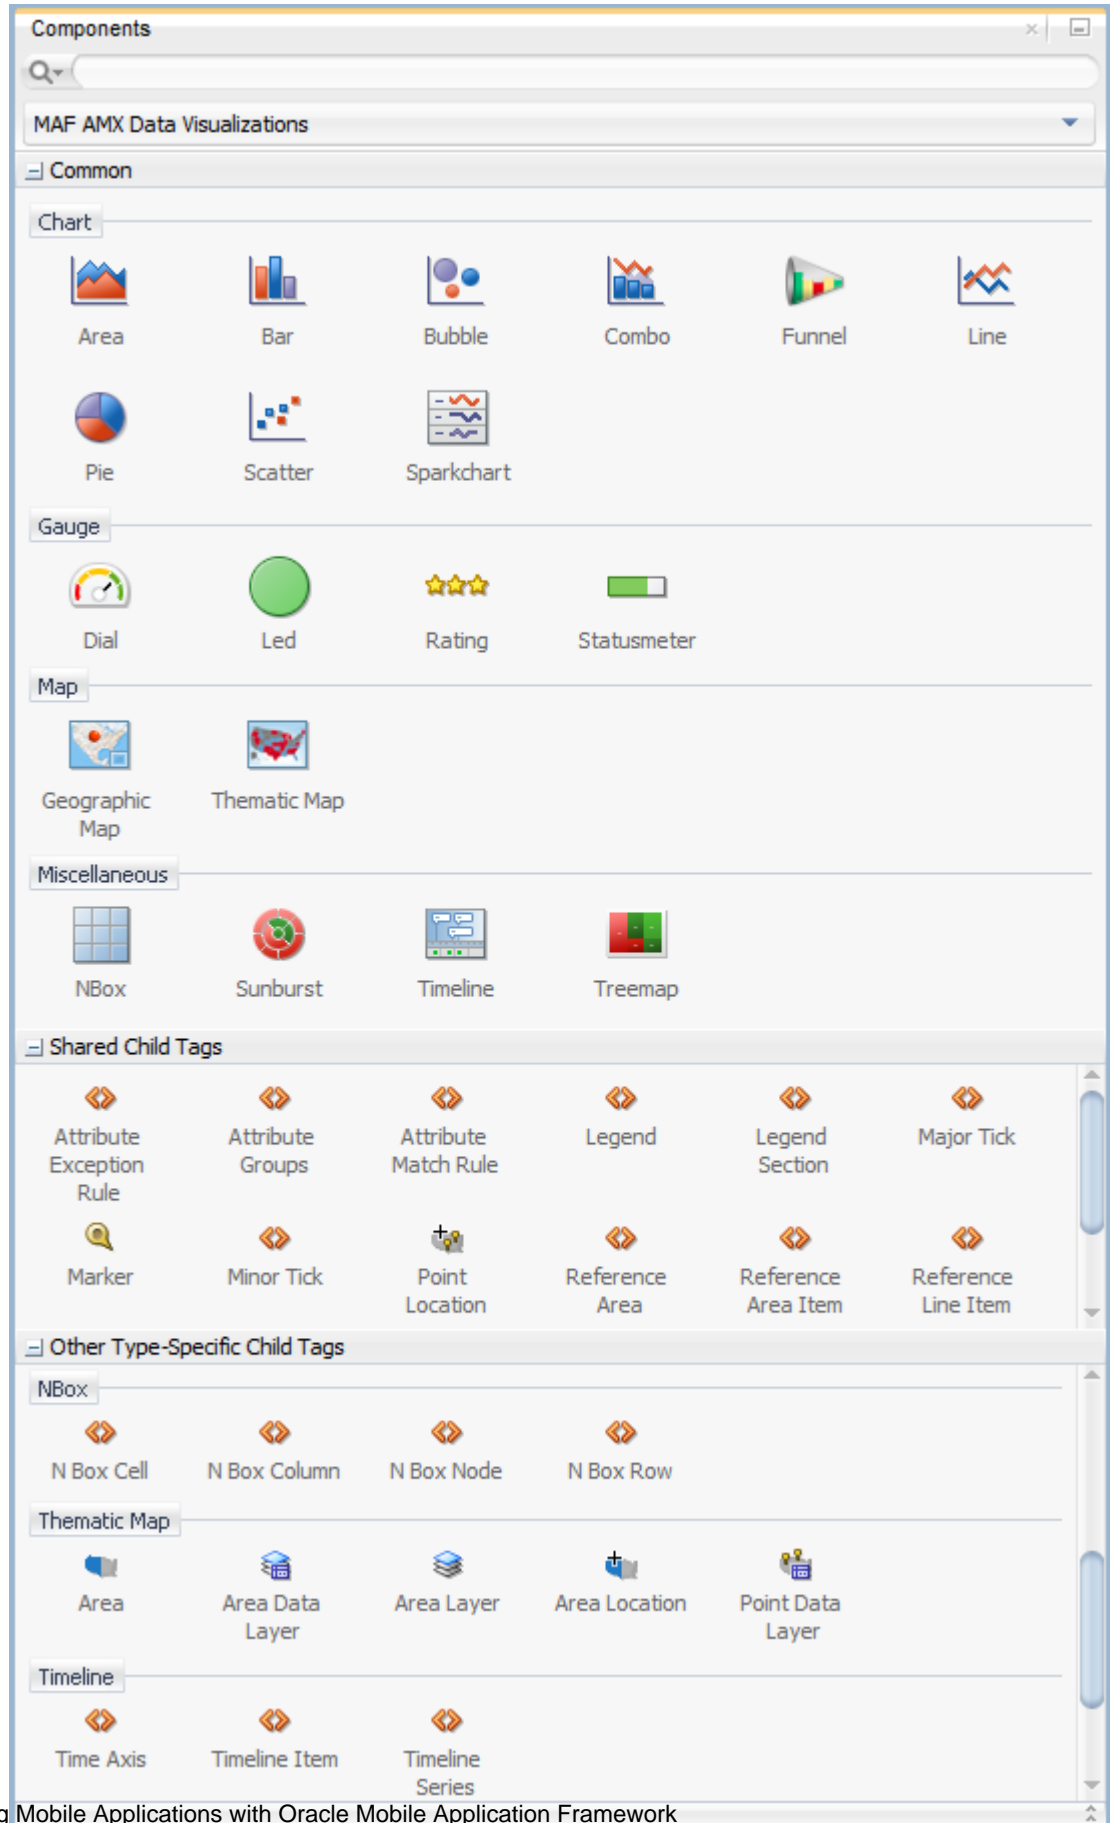 Components
MAF AMX Data Visualizations
Common
Chart
Area Bar Bubble Combo Funnel Line
Pie Scatter Sparkchart
Gauge
Dial Led Rating Statusmeter
Map
Geographic Map Thematic Map
Miscellaneous
NBox Sunburst Timeline Treemap
Shared Child Tags
Attribute Exception Rule Attribute Groups Attribute Match Rule Legend Legend Section Major Tick
Marker Minor Tick Point Location Reference Area Reference Area Item Reference Line Item
Other Type-Specific Child Tags
NBox
N Box Cell N Box Column N Box Node N Box Row
Thematic Map
Area Area Data Layer Area Layer Area Location Point Data Layer
Timeline
Time Axis Timeline Item Timeline Series
g Mobile Applications with Oracle Mobile Application Framework